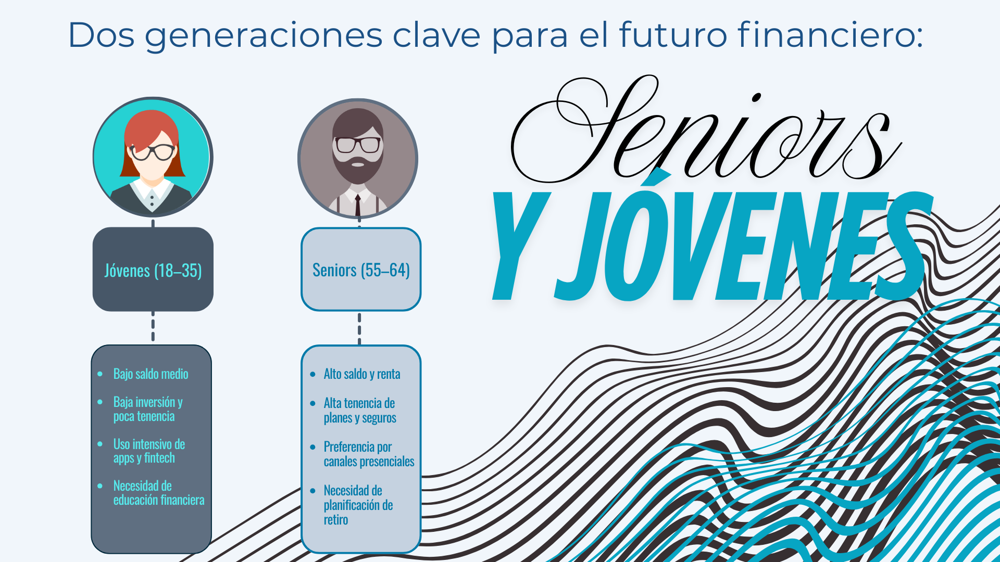 Dos generaciones clave para el futuro financiero:
Seniors
Y JÓVENES
Jóvenes (18–35)
Bajo saldo medio
Baja inversión y
poca tenencia
Uso intensivo de
apps y fintech
Necesidad de
educación financiera
Seniors (55–64)
Alto saldo y renta
Alta tenencia de
planes y seguros
Preferencia por
canales presenciales
Necesidad de
planificación de
retiro